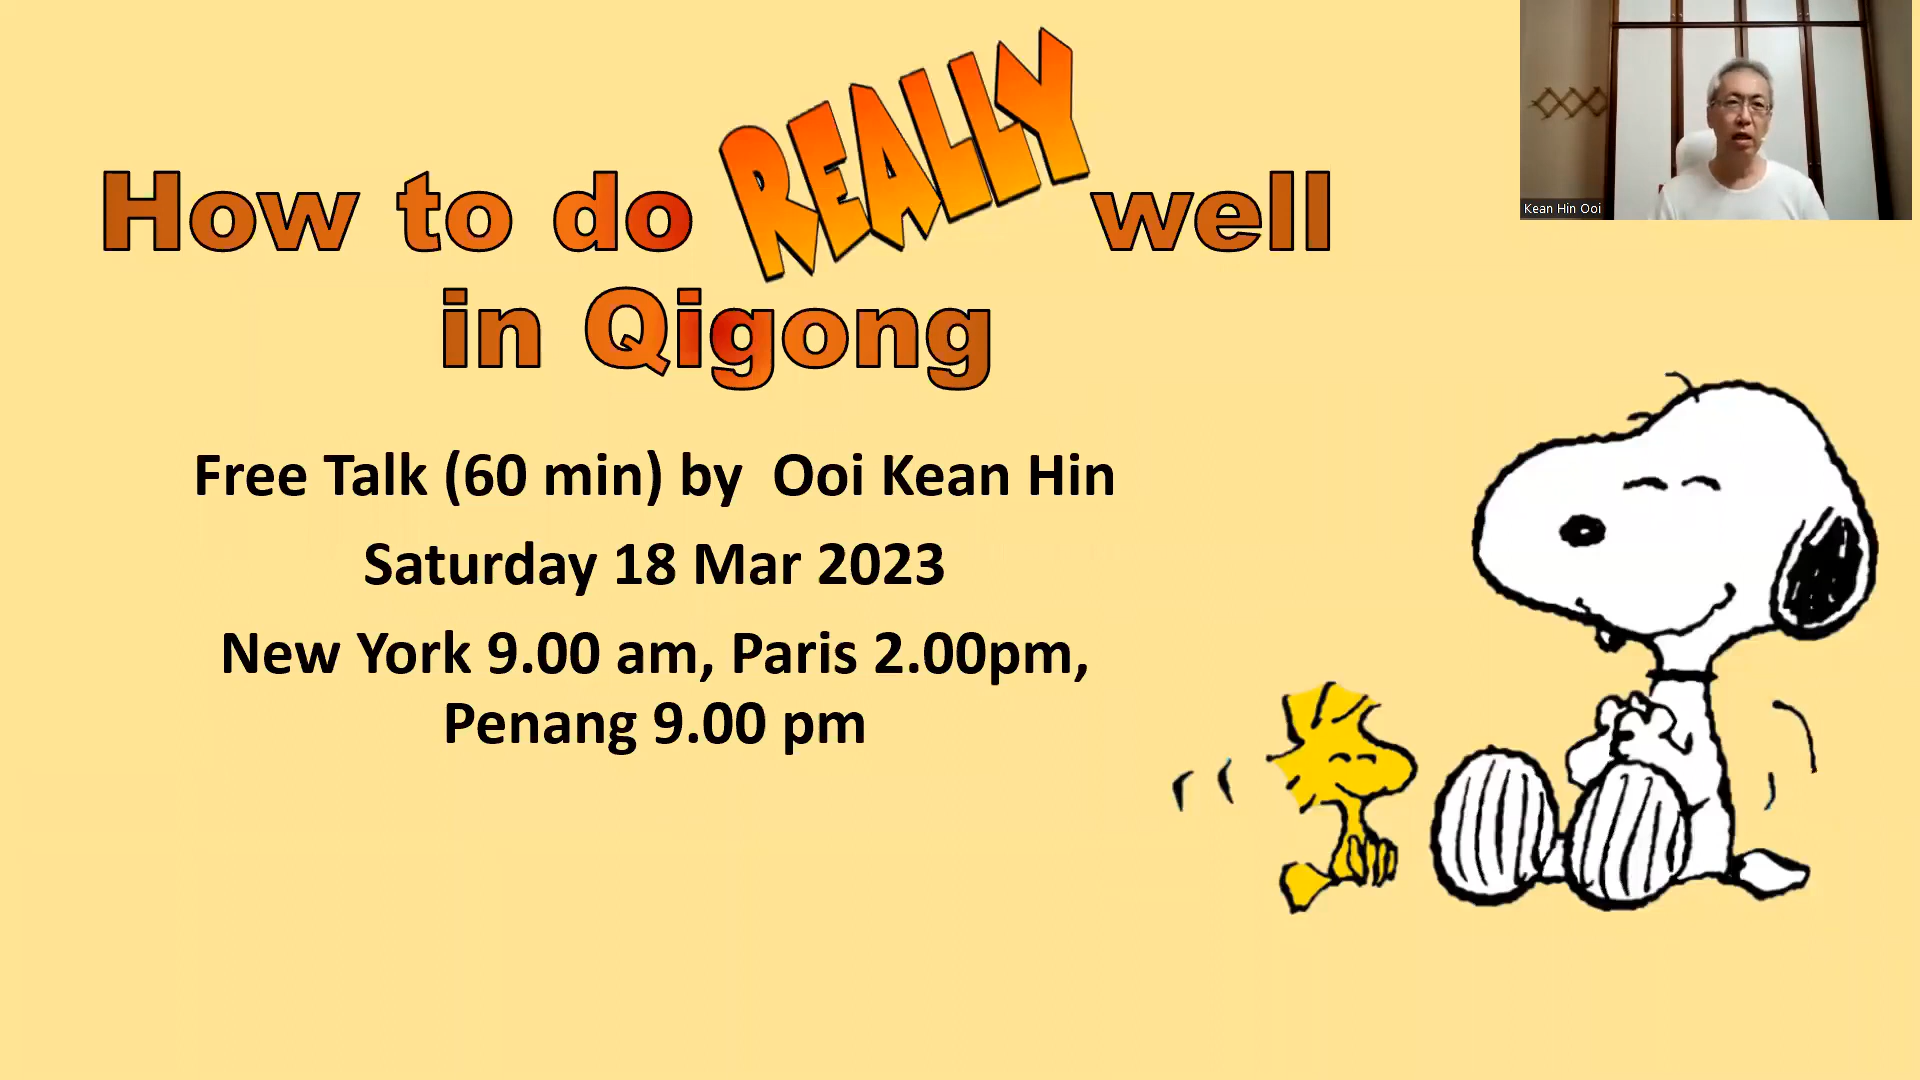 How to do REALLY well
in Qigong
Free Talk (60 min) by  Ooi Kean Hin
Saturday 18 Mar 2023
New York 9.00 am, Paris 2.00pm,
Penang 9.00 pm
Kean Hin Ooi